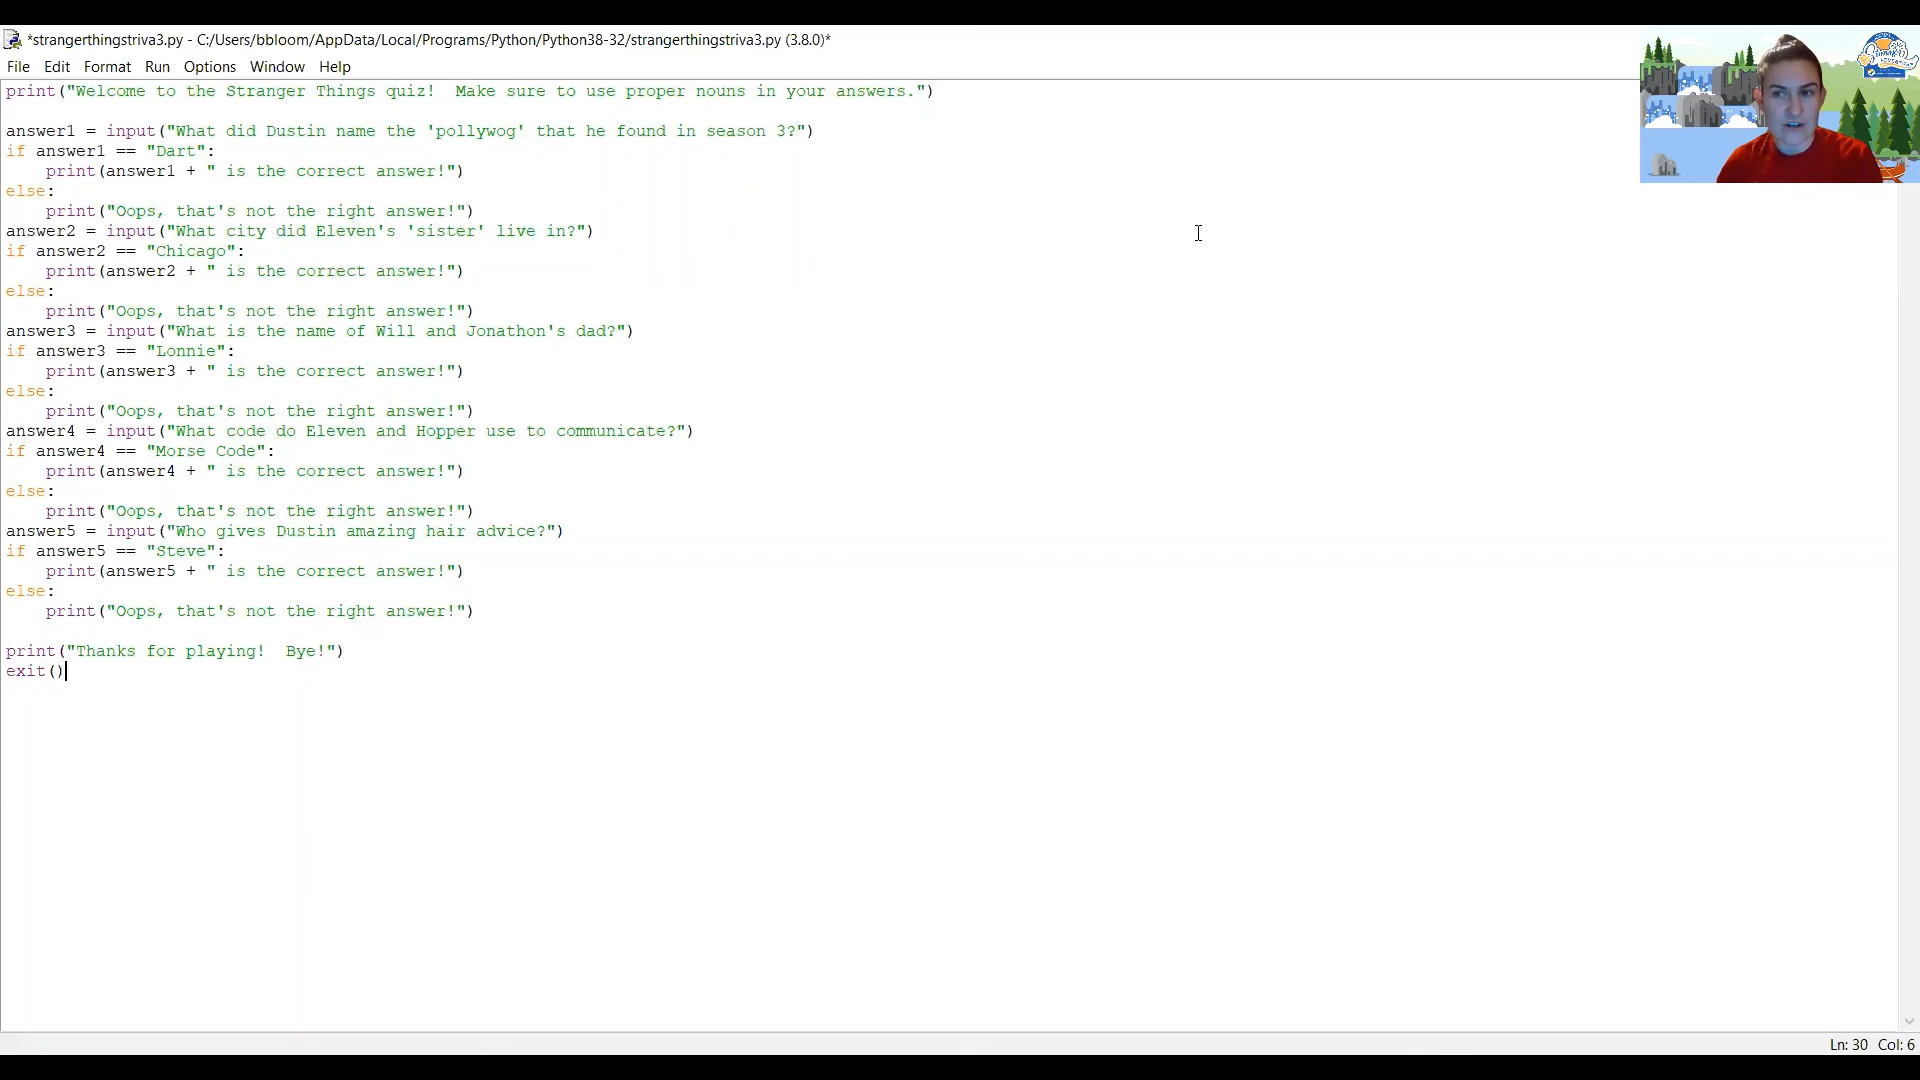 *strangerthingstriva3.py - C:/Users/bbloom/AppData/Local/Programs/Python/Python38-32/strangerthingstriva3.py (3.8.0)*
File Edit Format Run Options Window Help
print("Welcome to the Stranger Things quiz!  Make sure to use proper nouns in your answers.")

answer1 = input("What did Dustin name the 'pollywog' that he found in season 3?")
if answer1 == "Dart":
    print(answer1 + " is the correct answer!")
else:
    print("Oops, that's not the right answer!")
answer2 = input("What city did Eleven's 'sister' live in?")
if answer2 == "Chicago":
    print(answer2 + " is the correct answer!")
else:
    print("Oops, that's not the right answer!")
answer3 = input("What is the name of Will and Jonathon's dad?")
if answer3 == "Lonnie":
    print(answer3 + " is the correct answer!")
else:
    print("Oops, that's not the right answer!")
answer4 = input("What code do Eleven and Hopper use to communicate?")
if answer4 == "Morse Code":
    print(answer4 + " is the correct answer!")
else:
    print("Oops, that's not the right answer!")
answer5 = input("Who gives Dustin amazing hair advice?")
if answer5 == "Steve":
    print(answer5 + " is the correct answer!")
else:
    print("Oops, that's not the right answer!")

print("Thanks for playing!  Bye!")
exit()
Ln: 30 Col: 6